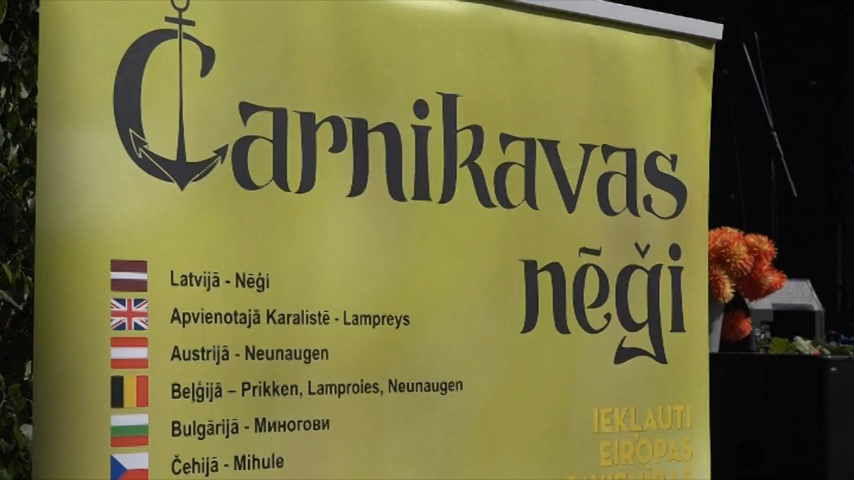 Carnikavas
nēģi
Latvijā - Nēģi
Apvienotajā Karalistē - Lampreys
Austrijā - Neunaugen
Beļģijā – Prikken, Lamproies, Neunaugen
Bulgārijā - Миногови
Čehijā - Mihule
IEKĻAUTI
EIROPAS
SAVIENĪBAS